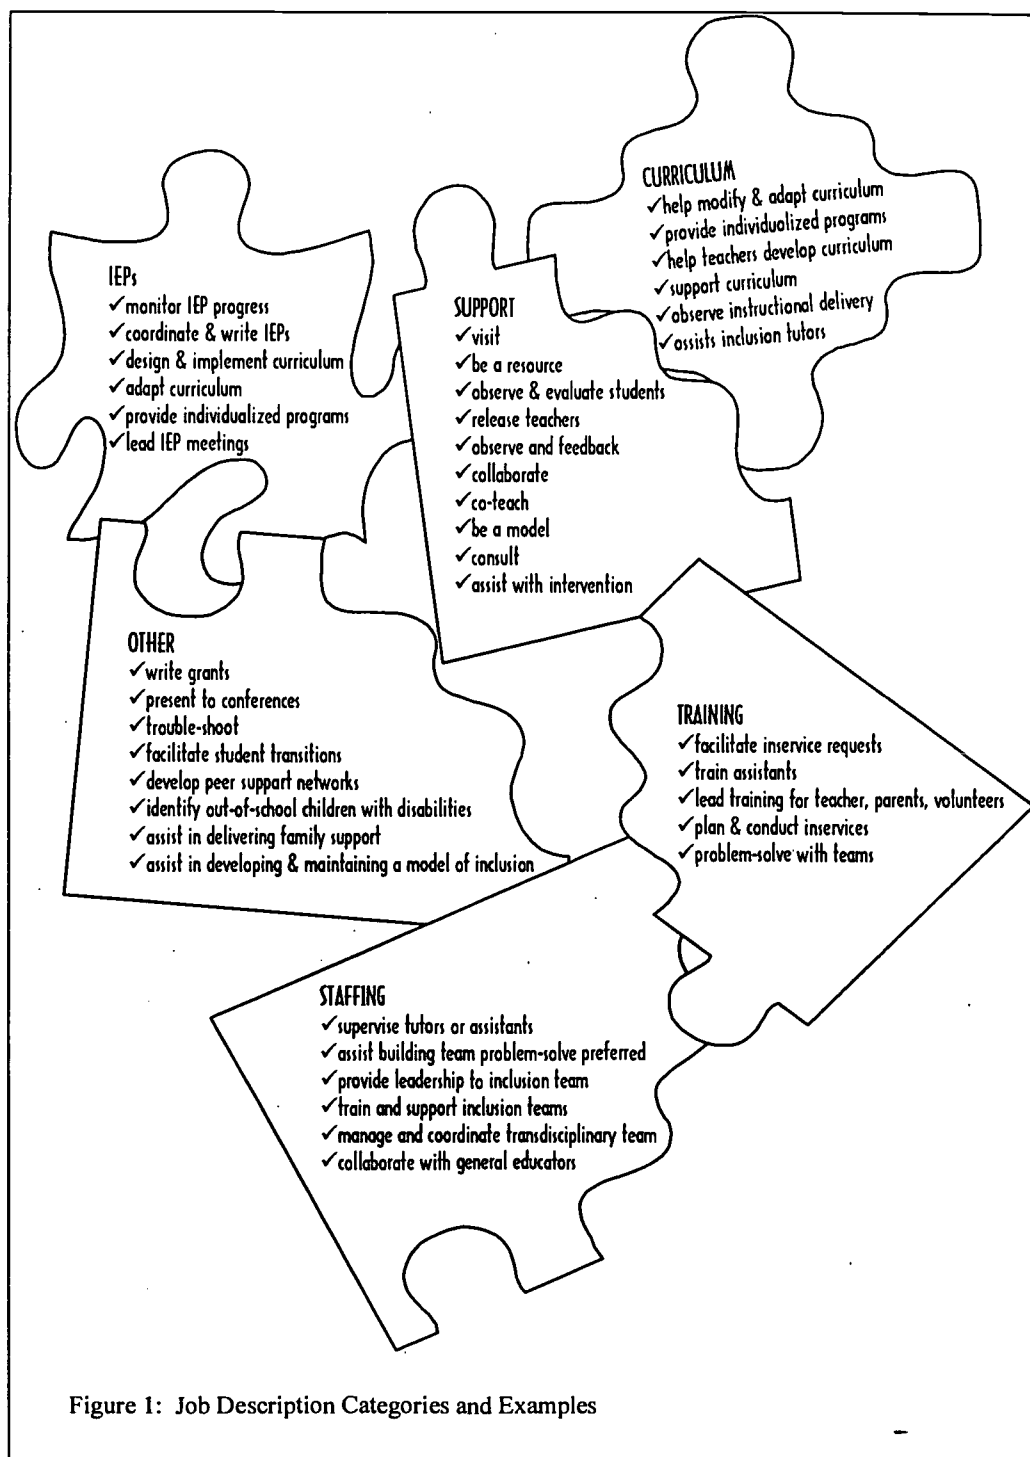 CURRICULUM
✓help modify & adapt curriculum
✓provide individualized programs
✓help teachers develop curriculum
✓support curriculum
✓observe instructional delivery
✓assists inclusion tutors
IEPs
✓monitor IEP progress
✓coordinate & write IEPs
✓design & implement curriculum
✓adapt curriculum
✓provide individualized programs
✓lead IEP meetings
SUPPORT
✓visit
✓be a resource
✓observe & evaluate students
✓release teachers
✓observe and feedback
✓collaborate
✓co-teach
✓be a model
✓consult
✓assist with intervention
OTHER
✓write grants
✓present to conferences
✓trouble-shoot
✓facilitate student transitions
✓develop peer support networks
✓identify out-of-school children with disabilities
✓assist in delivering family support
✓assist in developing & maintaining a model of inclusion
TRAINING
✓facilitate inservice requests
✓train assistants
✓lead training for teacher, parents, volunteers
✓plan & conduct inservices
✓problem-solve with teams
STAFFING
✓supervise tutors or assistants
✓assist building team problem-solve preferred
✓provide leadership to inclusion team
✓train and support inclusion teams
✓manage and coordinate transdisciplinary team
✓collaborate with general educators
Figure 1: Job Description Categories and Examples